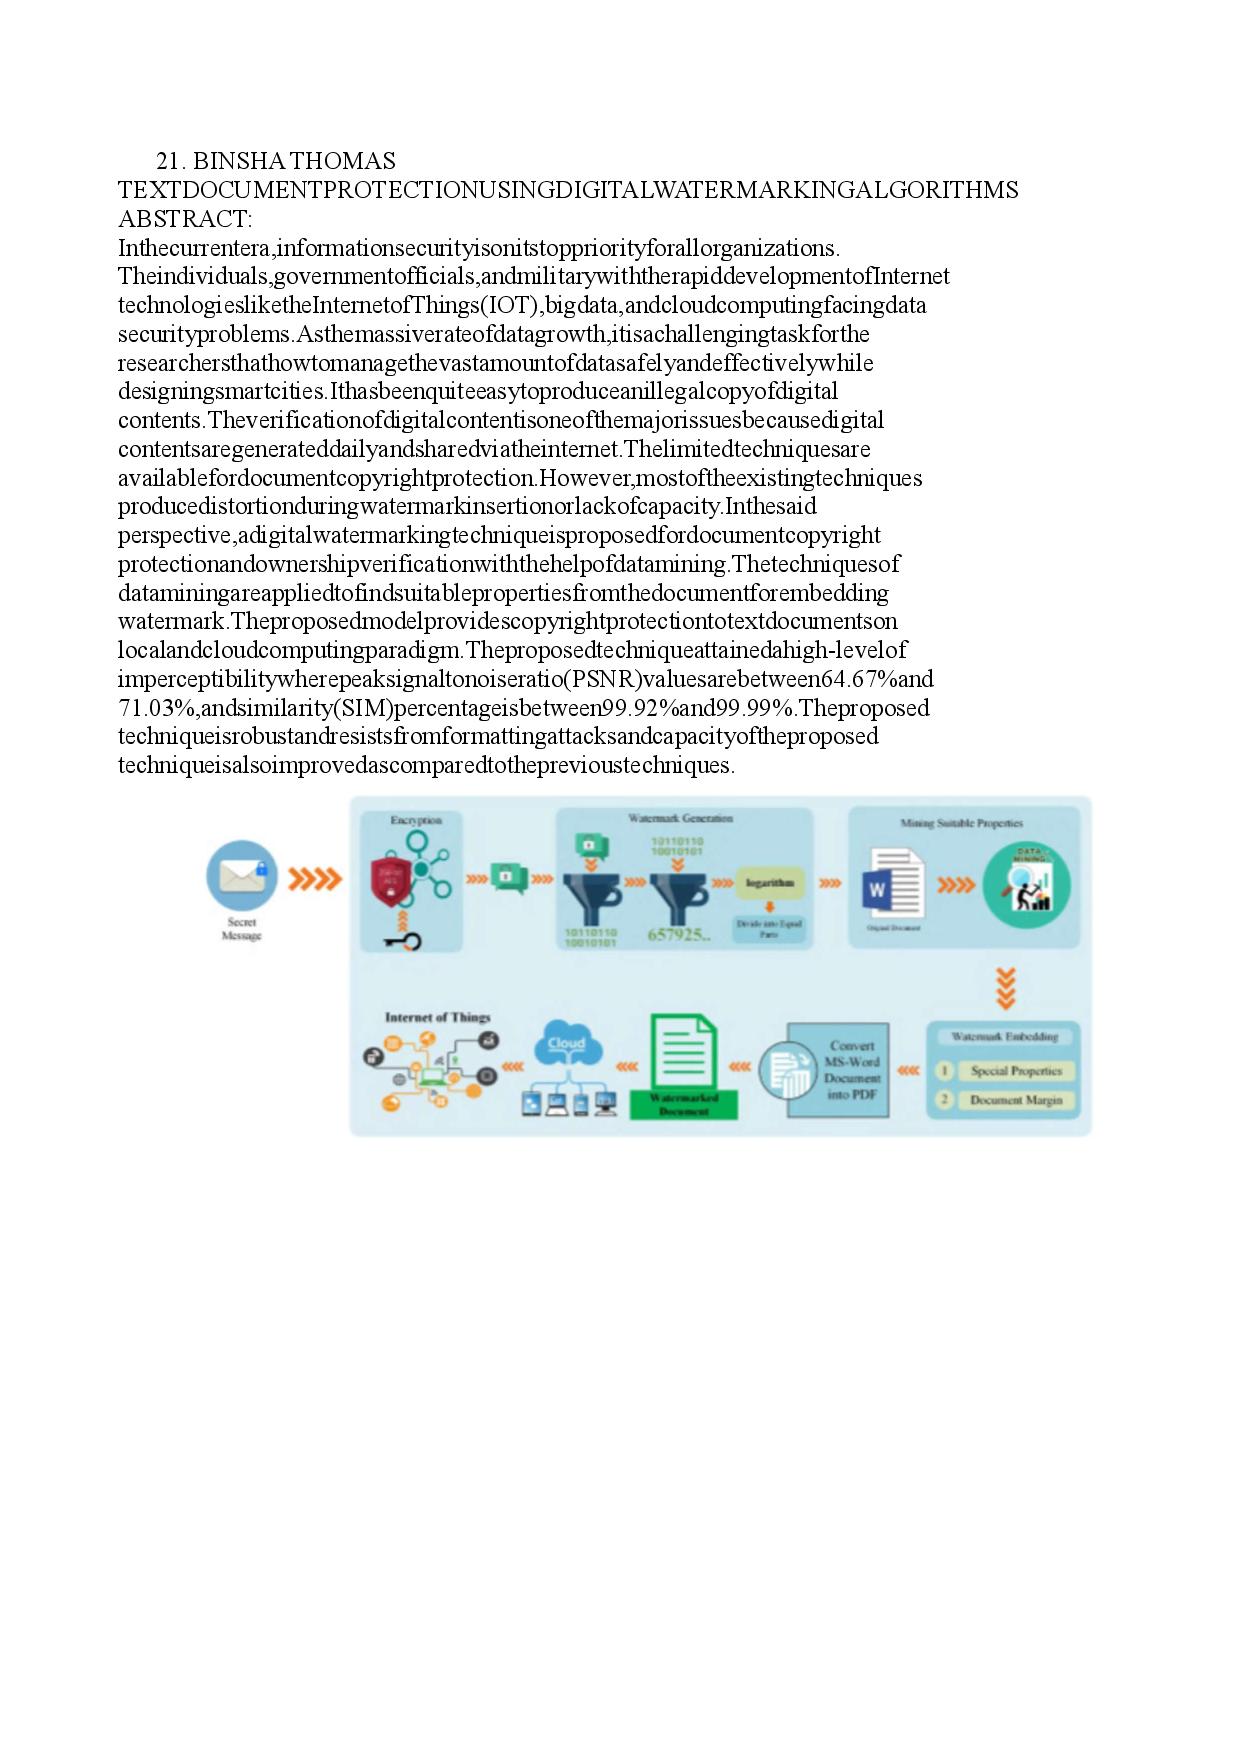 21. BINSHA THOMAS
TEXTDOCUMENTPROTECTIONUSINGDIGITALWATERMARKINGALGORITHMS
ABSTRACT:
Inthecurrentera,informationsecurityisonitstoppriorityforallorganizations.
Theindividuals,governmentofficials,andmilitarywiththerapiddevelopmentofInternet
technologiesliketheInternetofThings(IOT),bigdata,andcloudcomputingfacingdata
securityproblems.Asthemassiverateofdatagrowth,itisachallengingtaskforthe
researchersthathowtomanagethevastamountofdatasafelyandeffectivelywhile
designingsmartcities.Ithasbeenquiteeasytoproduceanillegalcopyofdigital
contents.Theverificationofdigitalcontentisoneofthemajorissuesbecausedigital
contentsaregenerateddailyandsharedviatheinternet.Thelimitedtechniquesare
availablefordocumentcopyrightprotection.However,mostoftheexistingtechniques
producedistortionduringwatermarkinsertionorlackofcapacity.Inthesaid
perspective,adigitalwatermarkingtechniqueisproposedfordocumentcopyright
protectionandownershipverificationwiththehelpofdatamining.Thetechniquesof
dataminingareappliedtofindsuitablepropertiesfromthedocumentforembedding
watermark.Theproposedmodelprovidescopyrightprotectiontotextdocumentson
localandcloudcomputingparadigm.Theproposedtechniqueattainedahigh-levelof
imperceptibilitywherepeaksignaltonoiseratio(PSNR)valuesarebetween64.67%and
71.03%,andsimilarity(SIM)percentageisbetween99.92%and99.99%.Theproposed
techniqueisrobustandresistsfromformattingattacksandcapacityoftheproposed
techniqueisalsoimprovedascomparedtotheprevioustechniques.
Secret
Message
Encryption
Watermark Generation
10110110
10010101
10110110
10010101
657925..
logarithm
Divide into Equal
Parts
Mining Suitable Properties
W
Original Document
DATA
MINING
Watermark Embedding
1 Special Properties
2 Document Margin
Convert
MS-Word
Document
into PDF
Watermarked
Document
Cloud
Internet of Things